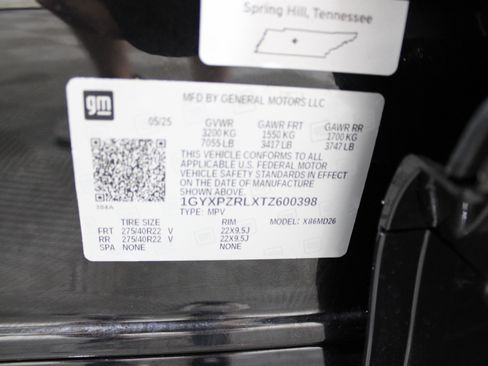 Spring Hill, Tennessee
gm
MFD BY GENERAL MOTORS LLC
05/25 GVWR GAWR FRT GAWR RR
3200 KG 1550 KG 1700 KG
7055 LB 3417 LB 3747 LB
THIS VEHICLE CONFORMS TO ALL
APPLICABLE U.S. FEDERAL MOTOR
VEHICLE SAFETY STANDARDS IN EFFECT
ON THE DATE OF MANUFACTURE
SHOWN ABOVE.
1GYXPZRLXTZ600398
TYPE: MPV MODEL: X86MD26
TIRE SIZE RIM
FRT 275/40R22 V 22X9.5J
RR 275/40R22 V 22X9.5J
SPA NONE NONE